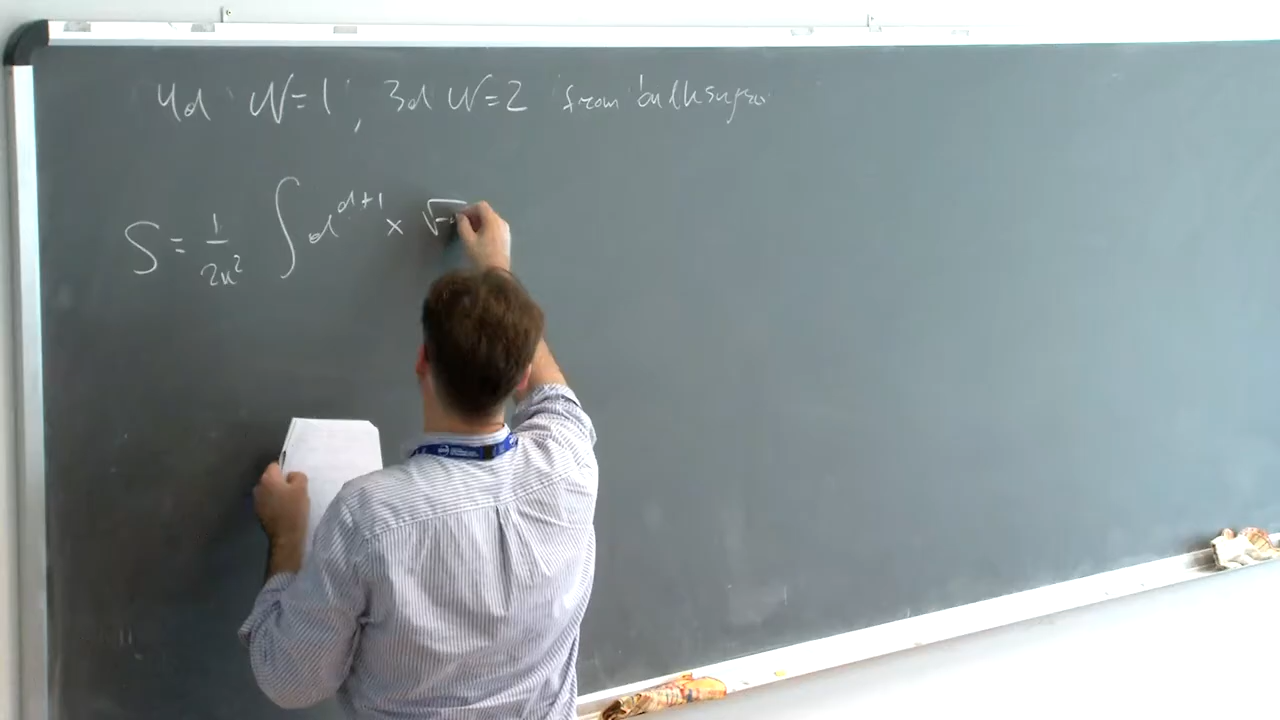 4d N=1, 3d N=2 from bulk sugra
S = 1/2κ² ∫ d^{d+1} x √-